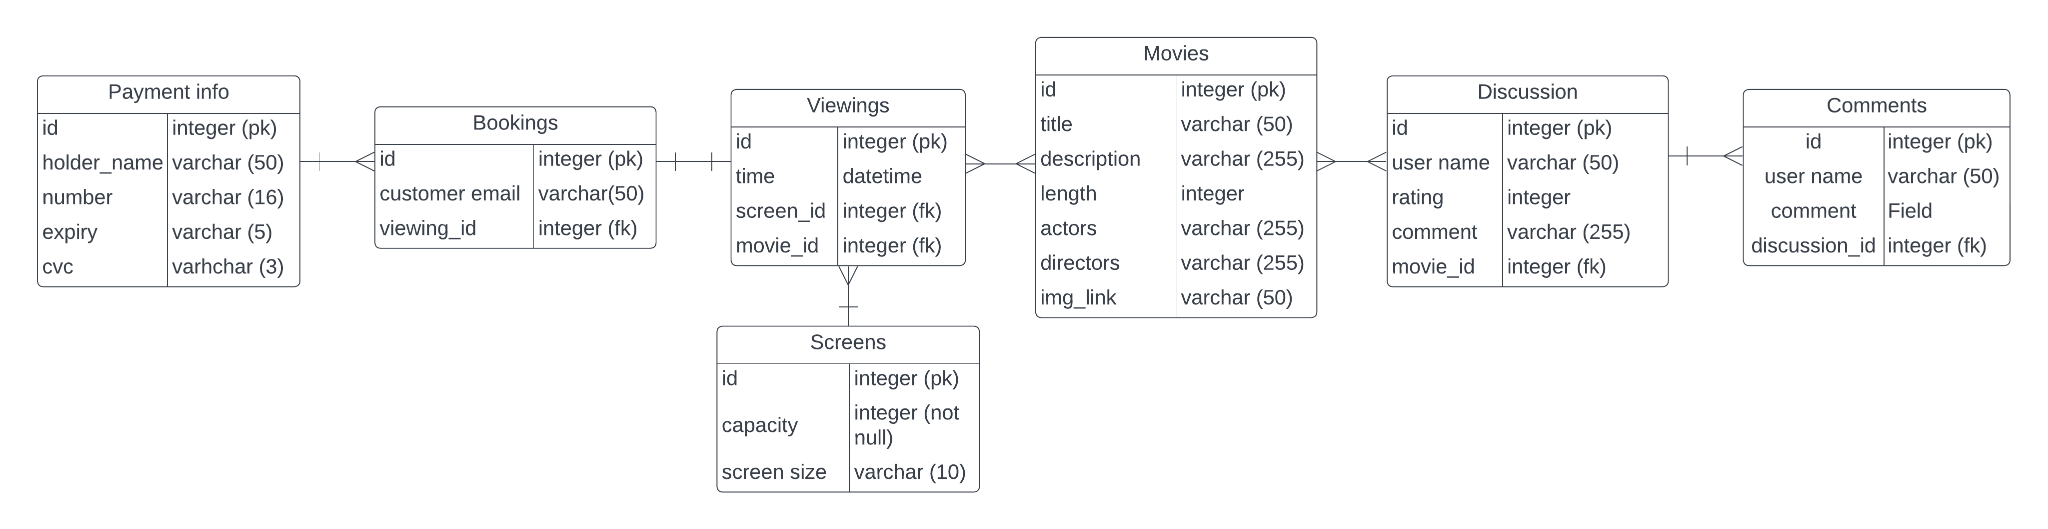 Payment info
id integer (pk)
holder_name varchar (50)
number varchar (16)
expiry varchar (5)
cvc varhchar (3)
Bookings
id integer (pk)
customer email varchar(50)
viewing_id integer (fk)
Viewings
id integer (pk)
time datetime
screen_id integer (fk)
movie_id integer (fk)
Screens
id integer (pk)
capacity integer (not
null)
screen size varchar (10)
Movies
id integer (pk)
title varchar (50)
description varchar (255)
length integer
actors varchar (255)
directors varchar (255)
img_link varchar (50)
Discussion
id integer (pk)
user name varchar (50)
rating integer
comment varchar (255)
movie_id integer (fk)
Comments
id integer (pk)
user name varchar (50)
comment Field
discussion_id integer (fk)